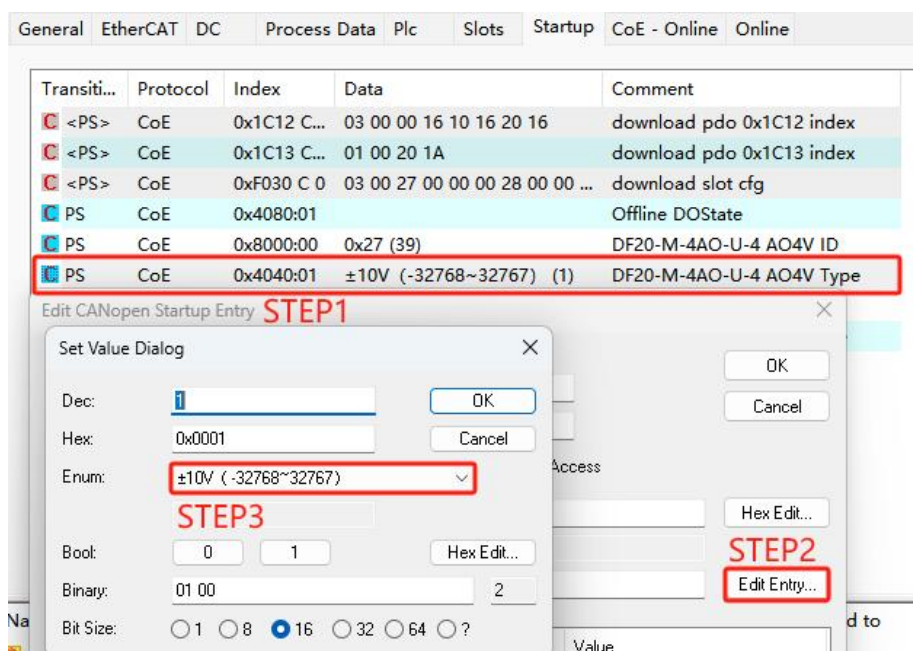 General EtherCAT DC Process Data Plc Slots Startup CoE - Online Online
Transiti... Protocol Index Data Comment
C <PS> CoE 0x1C12 C... 03 00 00 16 10 16 20 16 download pdo 0x1C12 index
C <PS> CoE 0x1C13 C... 01 00 20 1A download pdo 0x1C13 index
C <PS> CoE 0xF030 C 0 03 00 27 00 00 00 28 00 00 ... download slot cfg
C PS CoE 0x4080:01 Offline DOState
C PS CoE 0x8000:00 0x27 (39) DF20-M-4AO-U-4 AO4V ID
C PS CoE 0x4040:01 ±10V (-32768~32767) (1) DF20-M-4AO-U-4 AO4V Type
Edit CANopen Startup Entry STEP1
Set Value Dialog
OK
Dec: 1 OK
Cancel
Hex: 0x0001 Cancel
Access
Enum: ±10V (-32768~32767)
STEP3
Hex Edit...
STEP2
Bool: 0 1 Hex Edit...
Edit Entry...
Binary: 01 00 2
Na
d to
Bit Size: 1 8 16 32 64 ?
Value